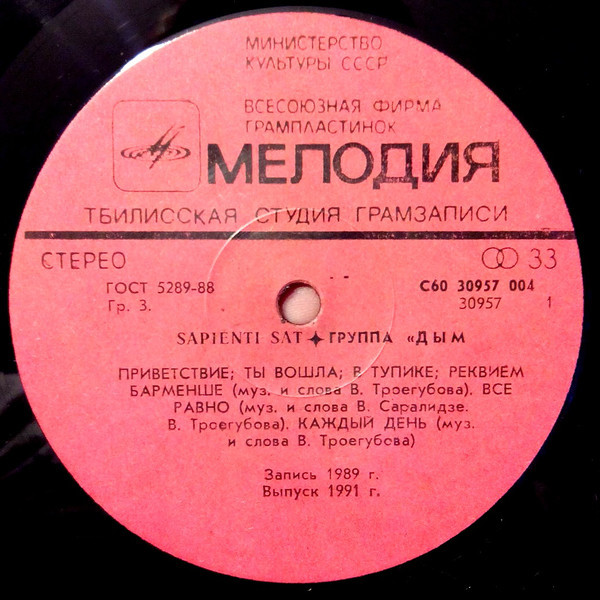 МИНИСТЕРСТВО
КУЛЬТУРЫ СССР
ВСЕСОЮЗНАЯ ФИРМА
ГРАМПЛАСТИНОК
МЕЛОДИЯ
ТБИЛИССКАЯ СТУДИЯ ГРАМЗАПИСИ
СТЕРЕО 33
ГОСТ 5289-88 С60 30957 004
Гр. 3. 30957 1
SAPIENTI SAT ✦ ГРУППА «ДЫМ
ПРИВЕТСТВИЕ; ТЫ ВОШЛА; В ТУПИКЕ; РЕКВИЕМ
БАРМЕНШЕ (муз. и слова В. Троегубова). ВСЕ
РАВНО (муз. и слова В. Саралидзе.
В. Троегубова). КАЖДЫЙ ДЕНЬ (муз.
и слова В. Троегубова)
Запись 1989 г.
Выпуск 1991 г.